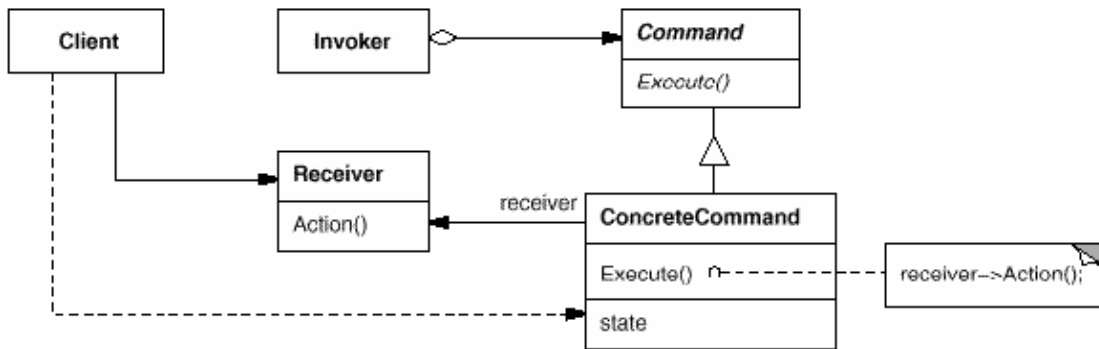 Client
Invoker
Command
Execute()
Receiver
Action()
receiver
ConcreteCommand
Execute()
receiver->Action();
state